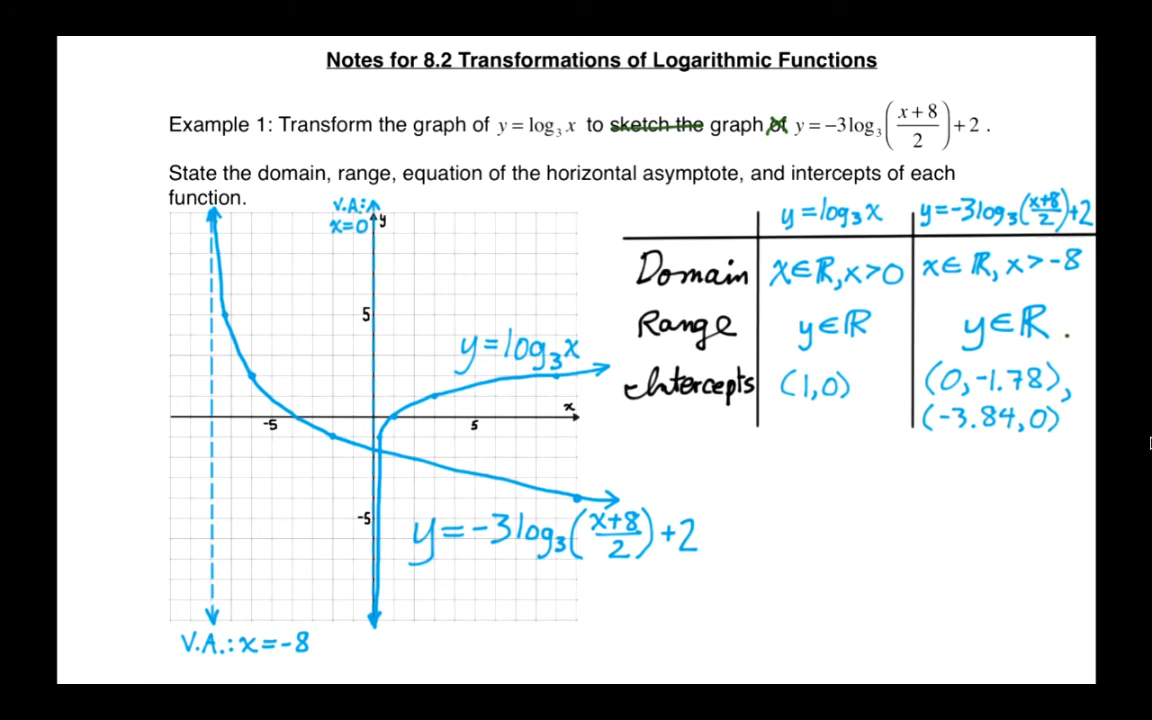 Notes for 8.2 Transformations of Logarithmic Functions
Example 1: Transform the graph of y = log₃ x to sketch the graph of y = −3 log₃((x + 8)/2) + 2 .
State the domain, range, equation of the horizontal asymptote, and intercepts of each
function.
V.A.:
x=0
y
5
-5
5
x
-5
y=log₃x
y=-3log₃((x+8)/2)+2
V.A.: x=-8
y=log₃x y=-3log₃((x+8)/2)+2
Domain x∈ℝ, x>0 x∈ℝ, x>-8
Range y∈ℝ y∈ℝ.
Intercepts (1,0) (0,-1.78),
(-3.84,0)